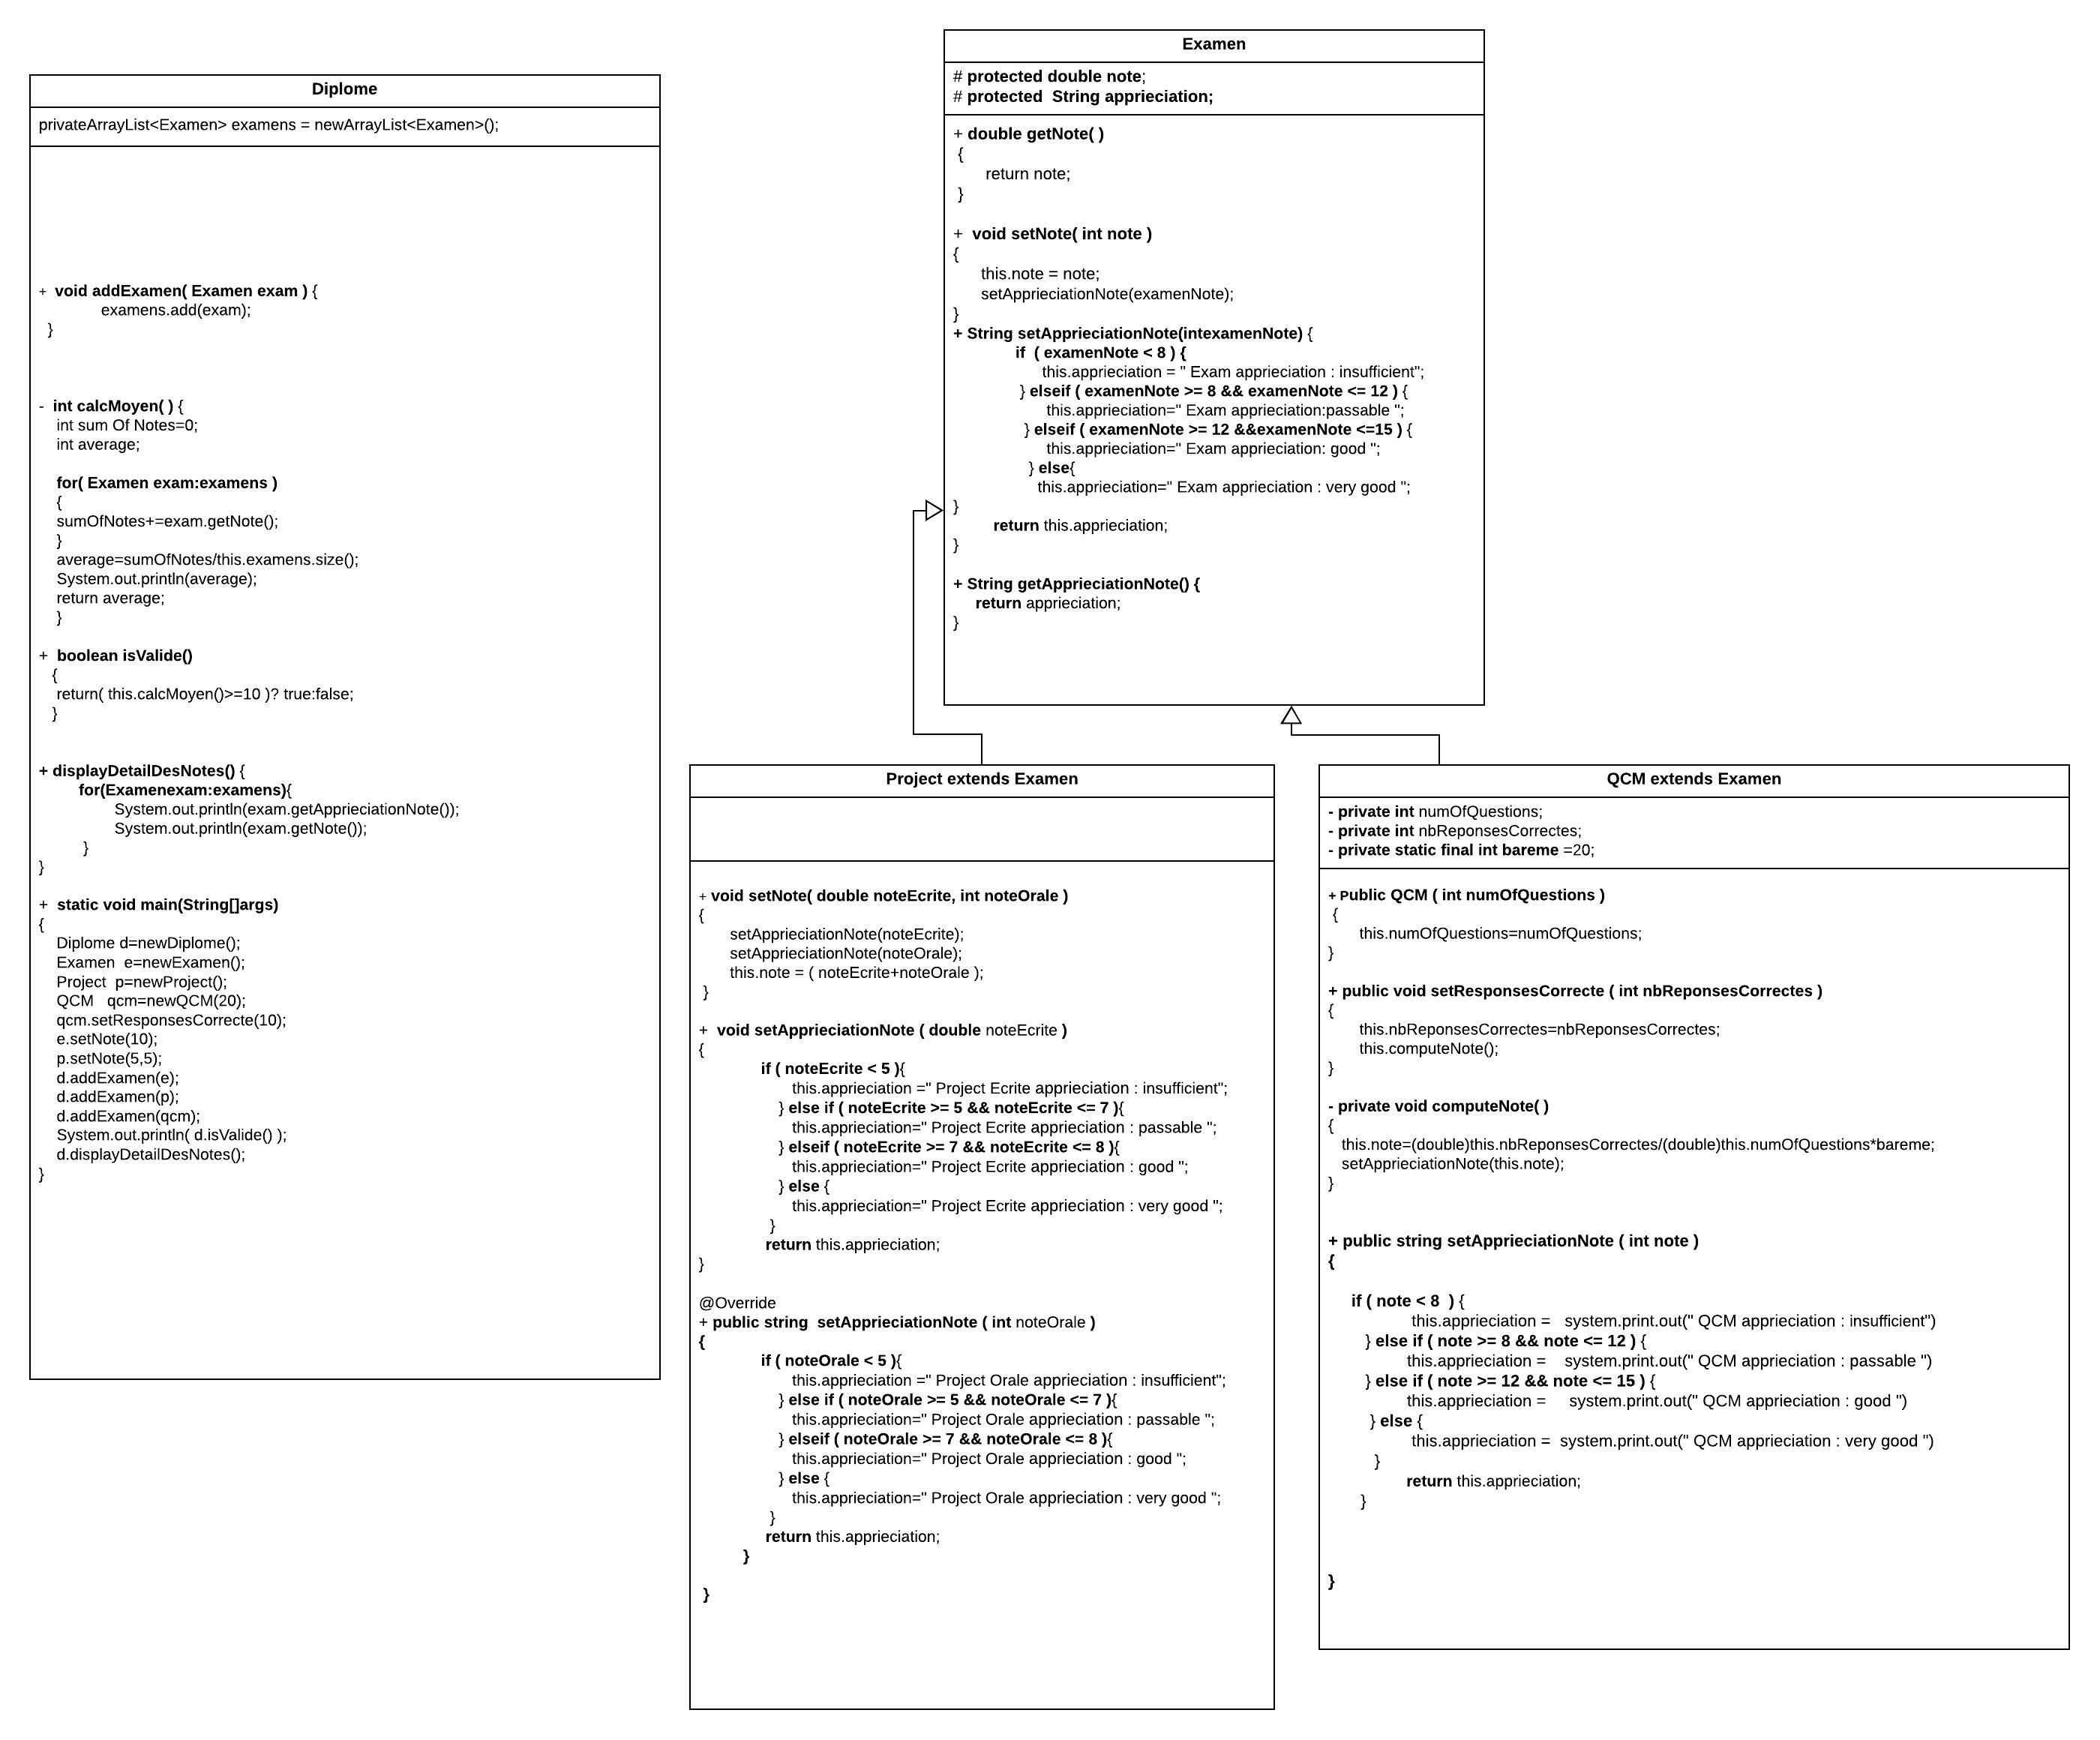 Diplome
privateArrayList<Examen> examens = newArrayList<Examen>();
+ void addExamen( Examen exam ) {
examens.add(exam);
}
- int calcMoyen( ) {
int sum Of Notes=0;
int average;
for( Examen exam:examens )
{
sumOfNotes+=exam.getNote();
}
average=sumOfNotes/this.examens.size();
System.out.println(average);
return average;
}
+ boolean isValide()
{
return( this.calcMoyen()>=10 )? true:false;
}
+ displayDetailDesNotes() {
for(Examenexam:examens){
System.out.println(exam.getApprieciationNote());
System.out.println(exam.getNote());
}
}
+ static void main(String[]args)
{
Diplome d=newDiplome();
Examen e=newExamen();
Project p=newProject();
QCM qcm=newQCM(20);
qcm.setResponsesCorrecte(10);
e.setNote(10);
p.setNote(5,5);
d.addExamen(e);
d.addExamen(p);
d.addExamen(qcm);
System.out.println( d.isValide() );
d.displayDetailDesNotes();
}
Examen
# protected double note;
# protected String apprieciation;
+ double getNote( )
{
return note;
}
+ void setNote( int note )
{
this.note = note;
setApprieciationNote(examenNote);
}
+ String setApprieciationNote(intexamenNote) {
if ( examenNote < 8 ) {
this.apprieciation = " Exam apprieciation : insufficient";
} elseif ( examenNote >= 8 && examenNote <= 12 ) {
this.apprieciation=" Exam apprieciation:passable ";
} elseif ( examenNote >= 12 &&examenNote <=15 ) {
this.apprieciation=" Exam apprieciation: good ";
} else{
this.apprieciation=" Exam apprieciation : very good ";
}
return this.apprieciation;
}
+ String getApprieciationNote() {
return apprieciation;
}
Project extends Examen
+ void setNote( double noteEcrite, int noteOrale )
{
setApprieciationNote(noteEcrite);
setApprieciationNote(noteOrale);
this.note = ( noteEcrite+noteOrale );
}
+ void setApprieciationNote ( double noteEcrite )
{
if ( noteEcrite < 5 ){
this.apprieciation =" Project Ecrite apprieciation : insufficient";
} else if ( noteEcrite >= 5 && noteEcrite <= 7 ){
this.apprieciation=" Project Ecrite apprieciation : passable ";
} elseif ( noteEcrite >= 7 && noteEcrite <= 8 ){
this.apprieciation=" Project Ecrite apprieciation : good ";
} else {
this.apprieciation=" Project Ecrite apprieciation : very good ";
}
return this.apprieciation;
}
@Override
+ public string setApprieciationNote ( int noteOrale )
{
if ( noteOrale < 5 ){
this.apprieciation =" Project Orale apprieciation : insufficient";
} else if ( noteOrale >= 5 && noteOrale <= 7 ){
this.apprieciation=" Project Orale apprieciation : passable ";
} elseif ( noteOrale >= 7 && noteOrale <= 8 ){
this.apprieciation=" Project Orale apprieciation : good ";
} else {
this.apprieciation=" Project Orale apprieciation : very good ";
}
return this.apprieciation;
}
}
QCM extends Examen
- private int numOfQuestions;
- private int nbReponsesCorrectes;
- private static final int bareme =20;
+ Public QCM ( int numOfQuestions )
{
this.numOfQuestions=numOfQuestions;
}
+ public void setResponsesCorrecte ( int nbReponsesCorrectes )
{
this.nbReponsesCorrectes=nbReponsesCorrectes;
this.computeNote();
}
- private void computeNote( )
{
this.note=(double)this.nbReponsesCorrectes/(double)this.numOfQuestions*bareme;
setApprieciationNote(this.note);
}
+ public string setApprieciationNote ( int note )
{
if ( note < 8 ) {
this.apprieciation = system.print.out(" QCM apprieciation : insufficient")
} else if ( note >= 8 && note <= 12 ) {
this.apprieciation = system.print.out(" QCM apprieciation : passable ")
} else if ( note >= 12 && note <= 15 ) {
this.apprieciation = system.print.out(" QCM apprieciation : good ")
} else {
this.apprieciation = system.print.out(" QCM apprieciation : very good ")
}
return this.apprieciation;
}
}